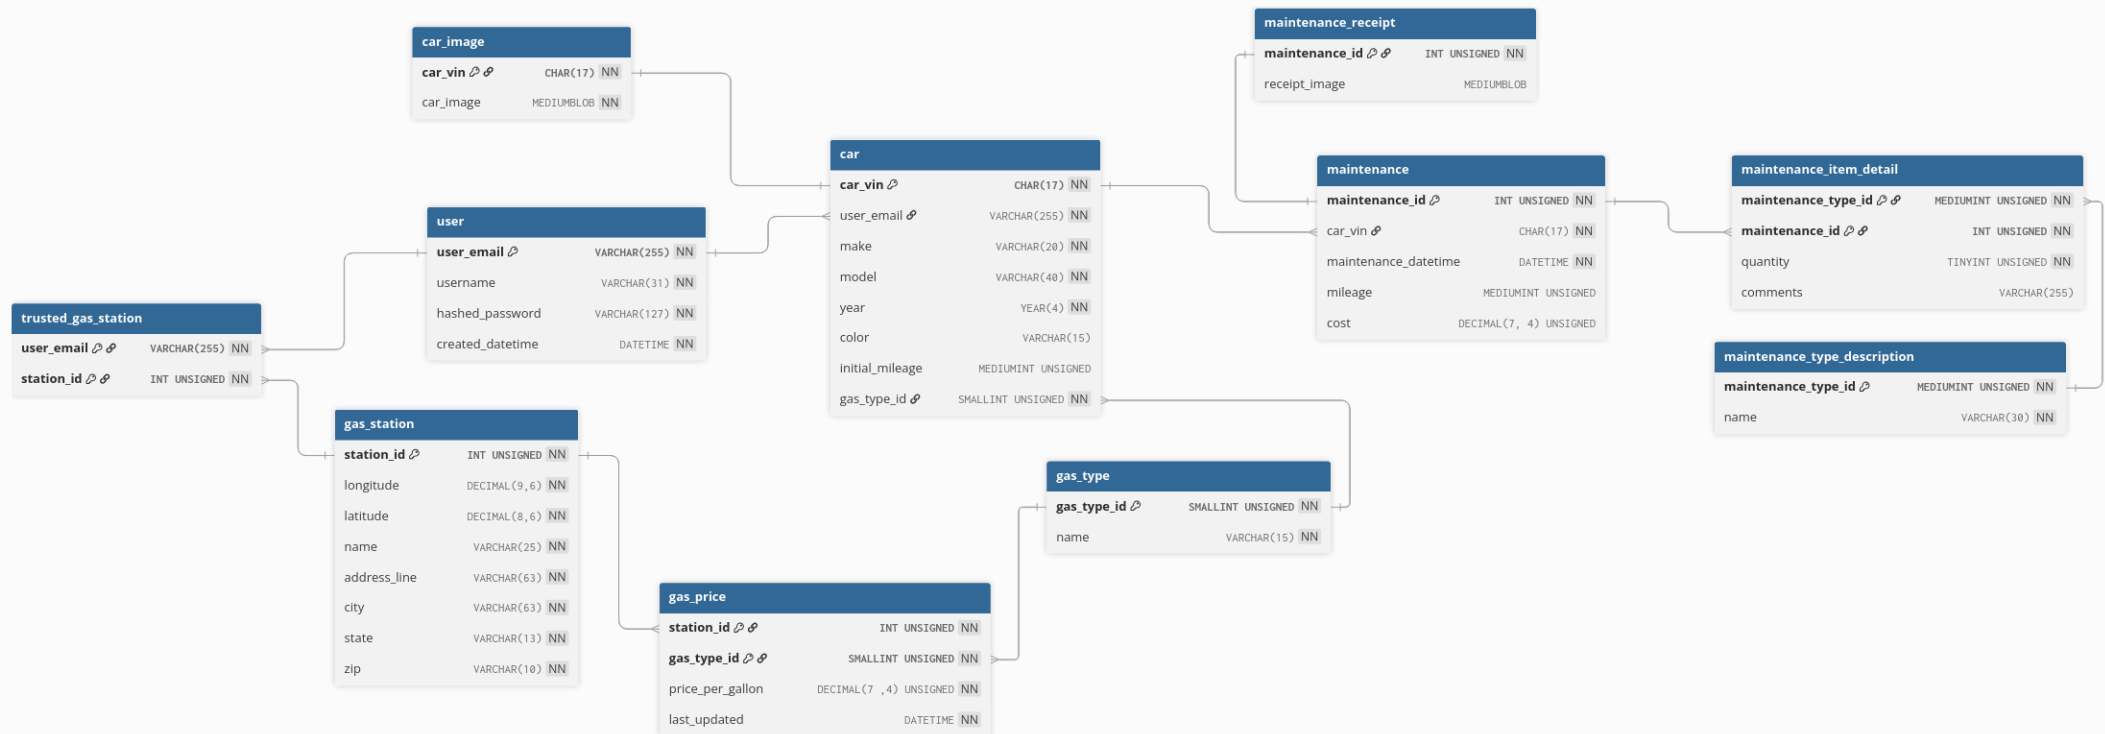 car_image
car_vin CHAR(17) NN
car_image MEDIUMBLOB NN
user
user_email VARCHAR(255) NN
username VARCHAR(31) NN
hashed_password VARCHAR(127) NN
created_datetime DATETIME NN
trusted_gas_station
user_email VARCHAR(255) NN
station_id INT UNSIGNED NN
gas_station
station_id INT UNSIGNED NN
longitude DECIMAL(9,6) NN
latitude DECIMAL(8,6) NN
name VARCHAR(25) NN
address_line VARCHAR(63) NN
city VARCHAR(63) NN
state VARCHAR(13) NN
zip VARCHAR(10) NN
car
car_vin CHAR(17) NN
user_email VARCHAR(255) NN
make VARCHAR(20) NN
model VARCHAR(40) NN
year YEAR(4) NN
color VARCHAR(15)
initial_mileage MEDIUMINT UNSIGNED
gas_type_id SMALLINT UNSIGNED NN
gas_price
station_id INT UNSIGNED NN
gas_type_id SMALLINT UNSIGNED NN
price_per_gallon DECIMAL(7 ,4) UNSIGNED NN
last_updated DATETIME NN
gas_type
gas_type_id SMALLINT UNSIGNED NN
name VARCHAR(15) NN
maintenance_receipt
maintenance_id INT UNSIGNED NN
receipt_image MEDIUMBLOB
maintenance
maintenance_id INT UNSIGNED NN
car_vin CHAR(17) NN
maintenance_datetime DATETIME NN
mileage MEDIUMINT UNSIGNED
cost DECIMAL(7, 4) UNSIGNED
maintenance_item_detail
maintenance_type_id MEDIUMINT UNSIGNED NN
maintenance_id INT UNSIGNED NN
quantity TINYINT UNSIGNED NN
comments VARCHAR(255)
maintenance_type_description
maintenance_type_id MEDIUMINT UNSIGNED NN
name VARCHAR(30) NN